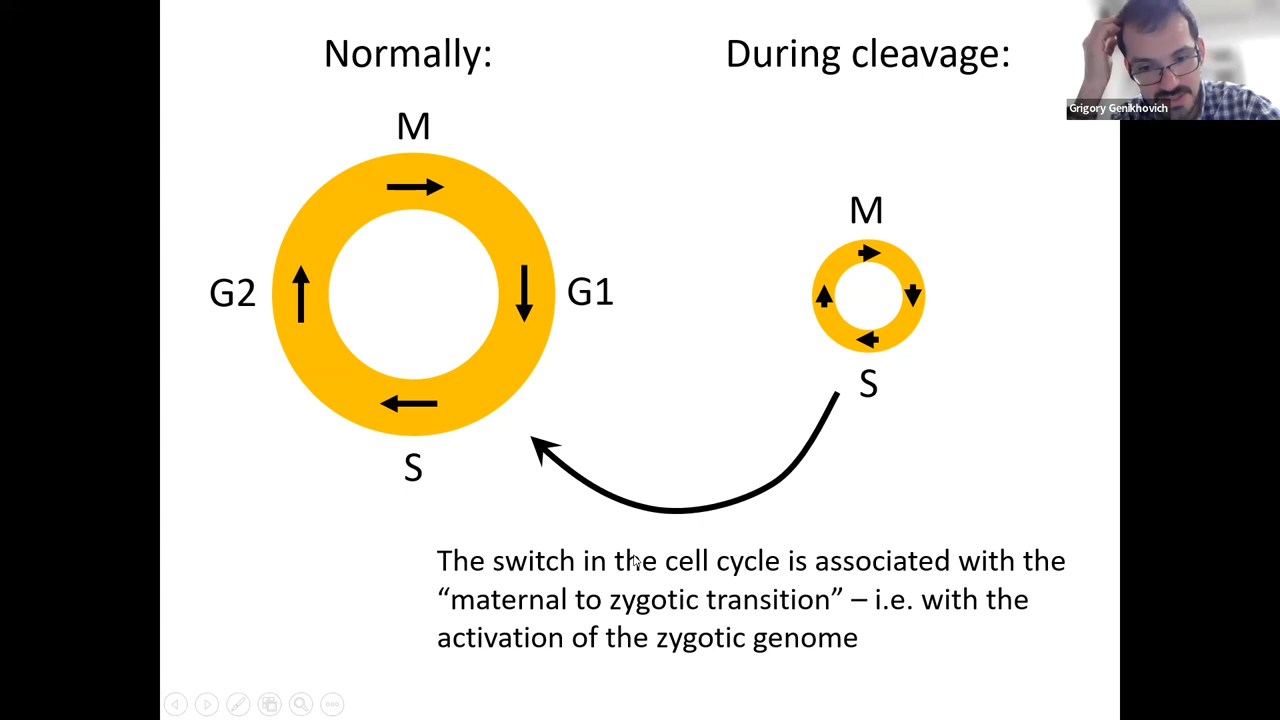 Normally:
During cleavage:
Grigory Genikhovich
M
M
G2
G1
S
S
The switch in the cell cycle is associated with the
“maternal to zygotic transition” – i.e. with the
activation of the zygotic genome